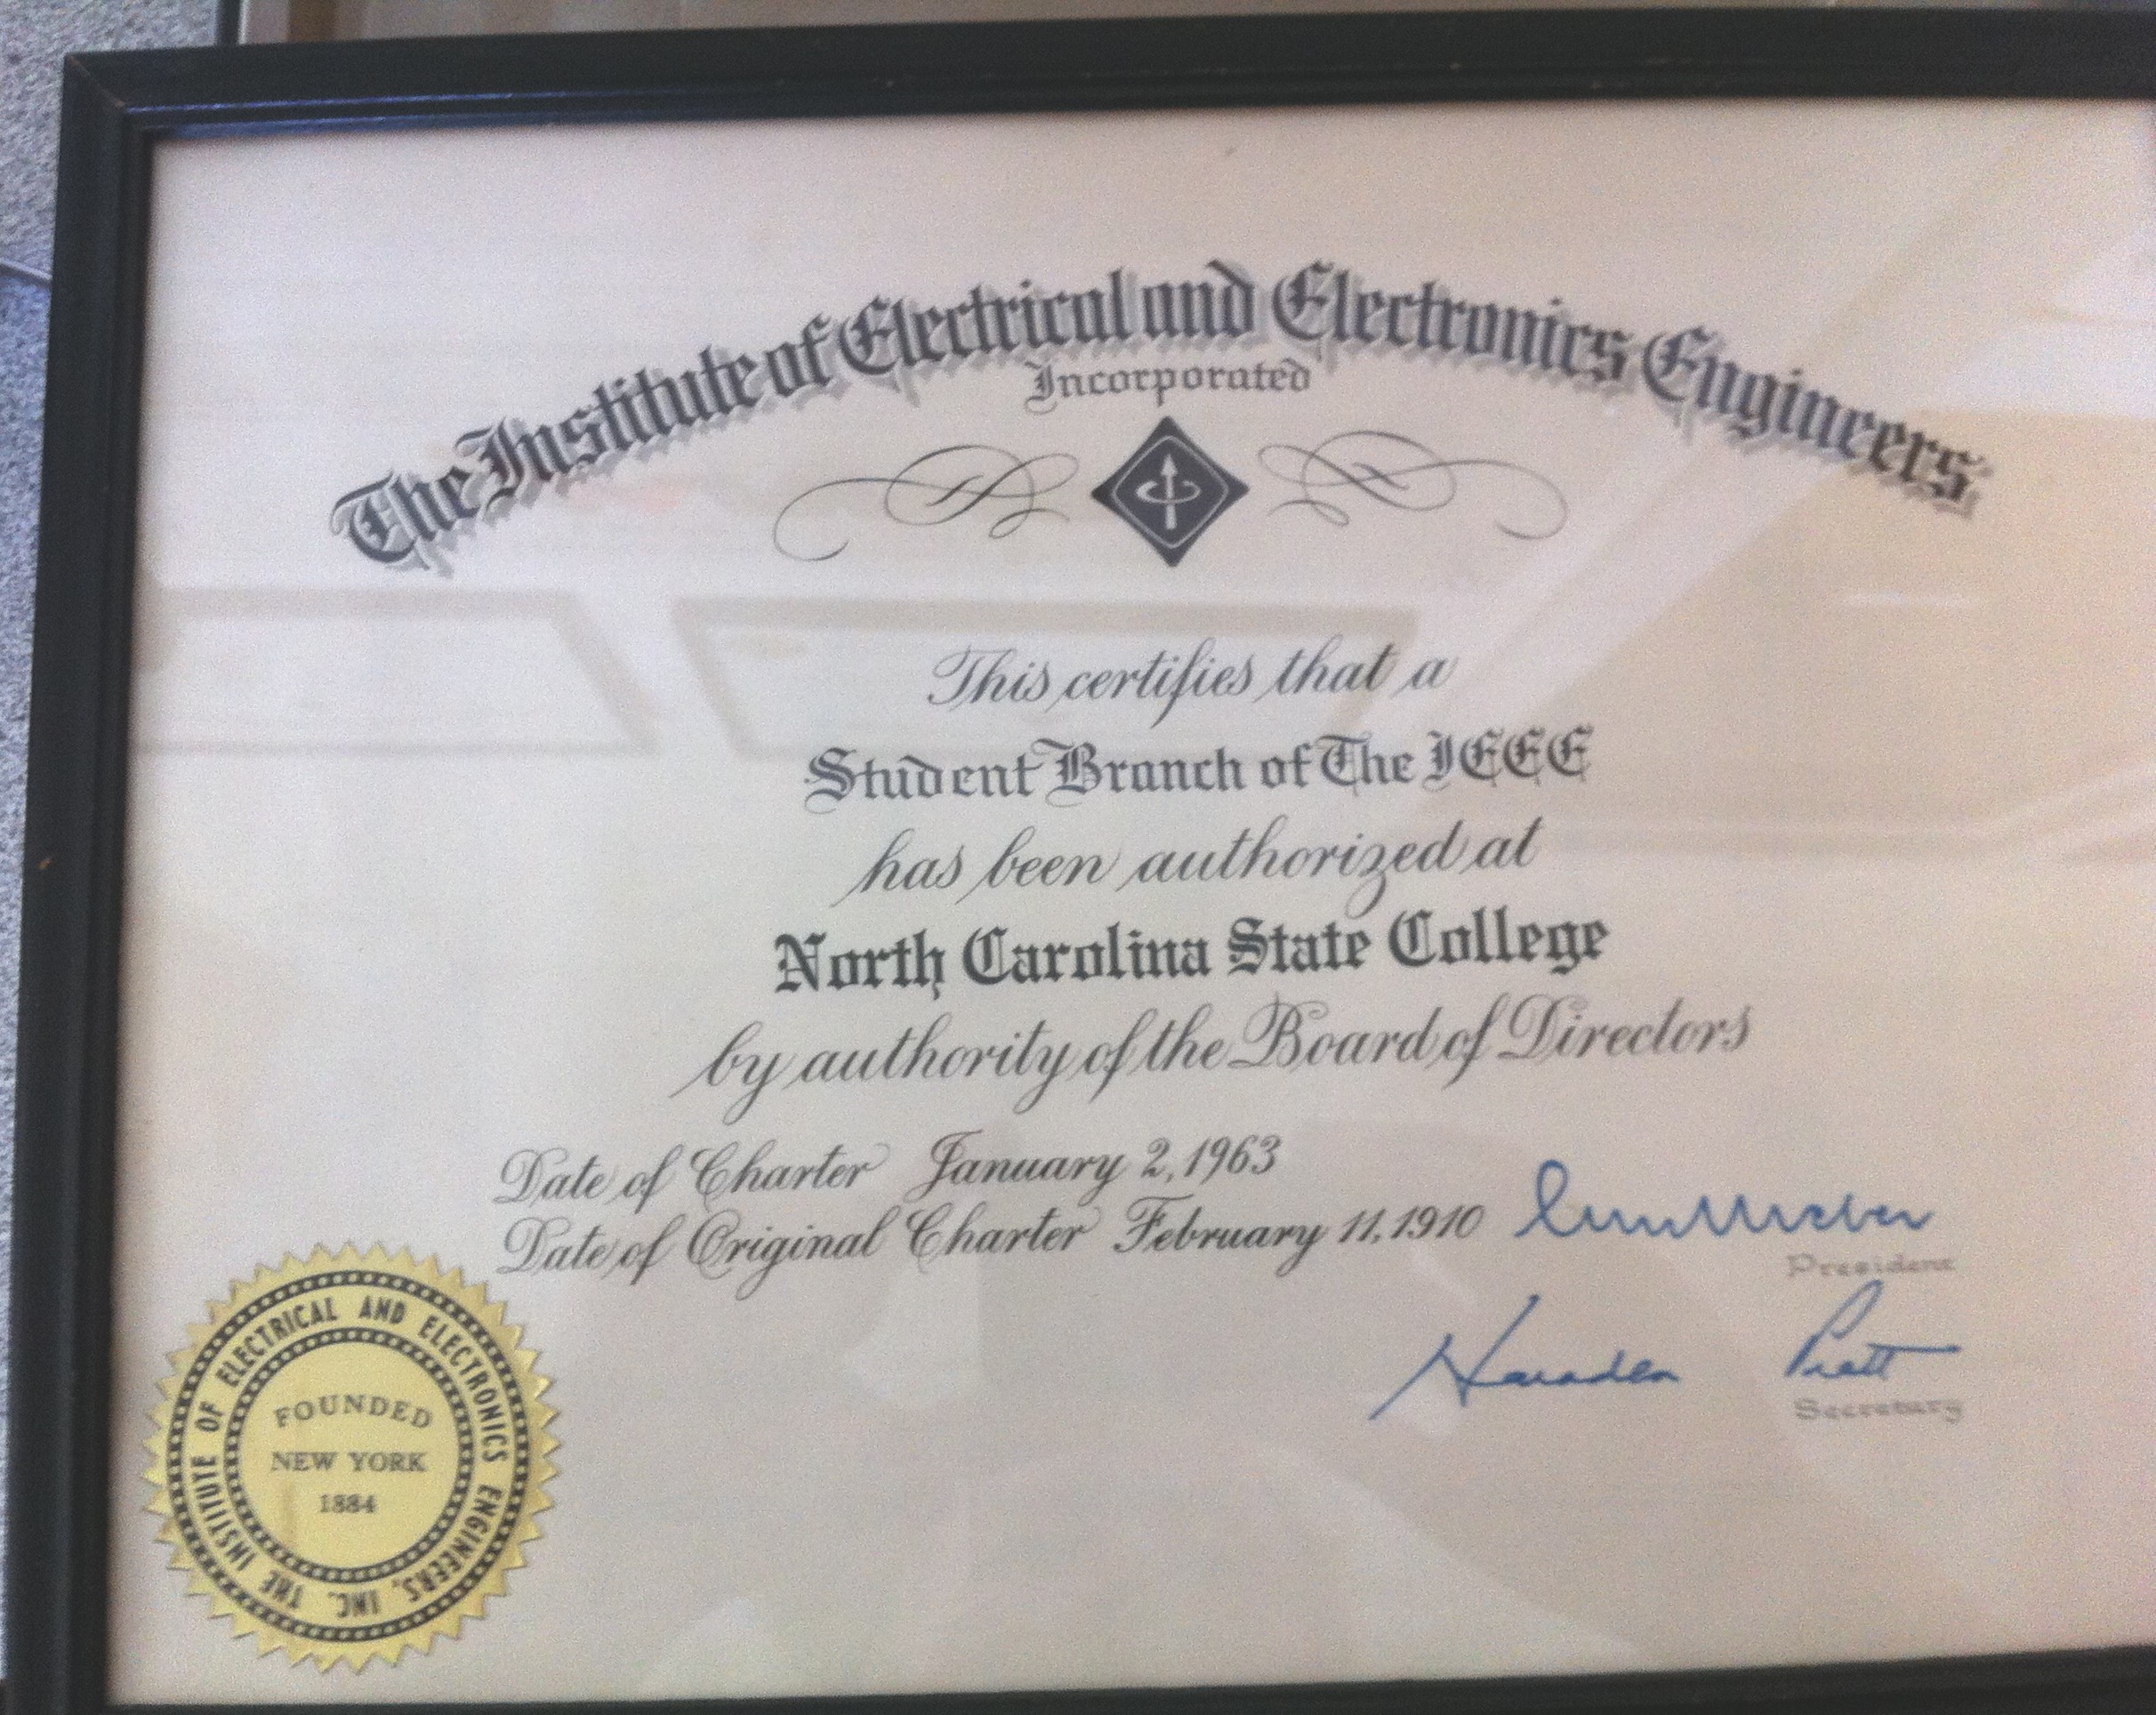 The Institute of Electrical and Electronics Engineers
Incorporated
This certifies that a
Student Branch of The IEEE
has been authorized at
North Carolina State College
by authority of the Board of Directors
Date of Charter January 2, 1963
Date of Original Charter February 11, 1910
President
Haraden Pratt
Secretary
THE INSTITUTE OF ELECTRICAL AND ELECTRONICS ENGINEERS, INC.
FOUNDED
NEW YORK
1884